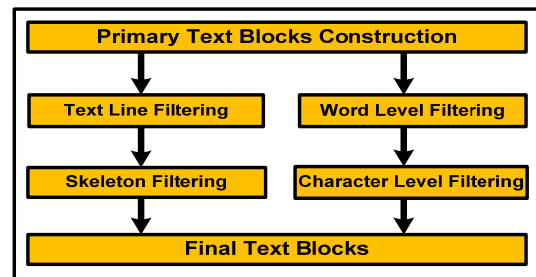 Primary Text Blocks Construction
Text Line Filtering
Word Level Filtering
Skeleton Filtering
Character Level Filtering
Final Text Blocks